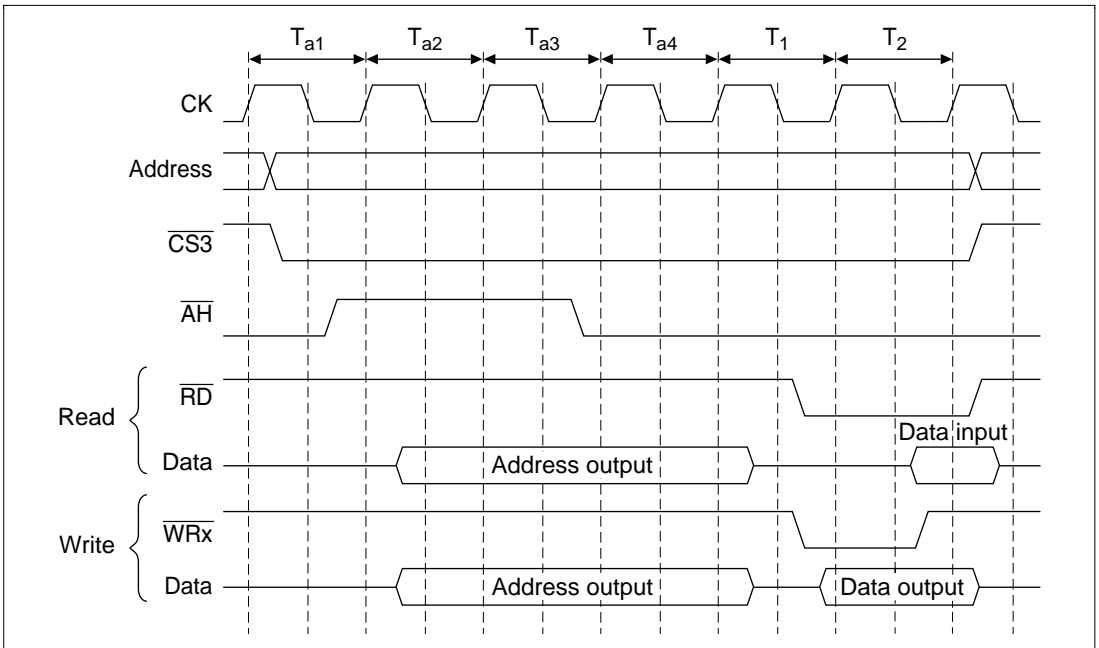 Ta1 Ta2 Ta3 Ta4 T1 T2
CK
Address
CS3
AH
RD
Read
Data input
Data Address output
WRx
Write
Data Address output Data output